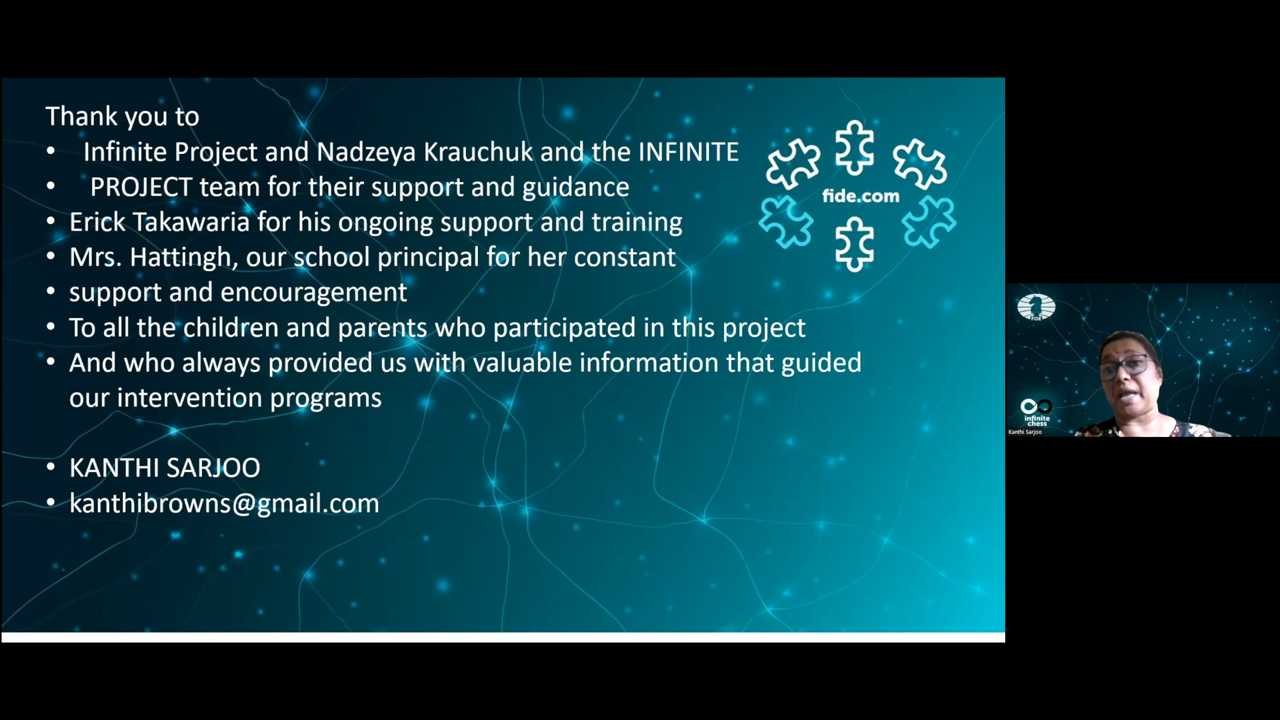 Thank you to
• Infinite Project and Nadzeya Krauchuk and the INFINITE
• PROJECT team for their support and guidance
• Erick Takawaria for his ongoing support and training
• Mrs. Hattingh, our school principal for her constant
• support and encouragement
• To all the children and parents who participated in this project
• And who always provided us with valuable information that guided
our intervention programs
• KANTHI SARJOO
• kanthibrowns@gmail.com
fide.com
FIDE
infinite
chess
Kanthi Sarjoo